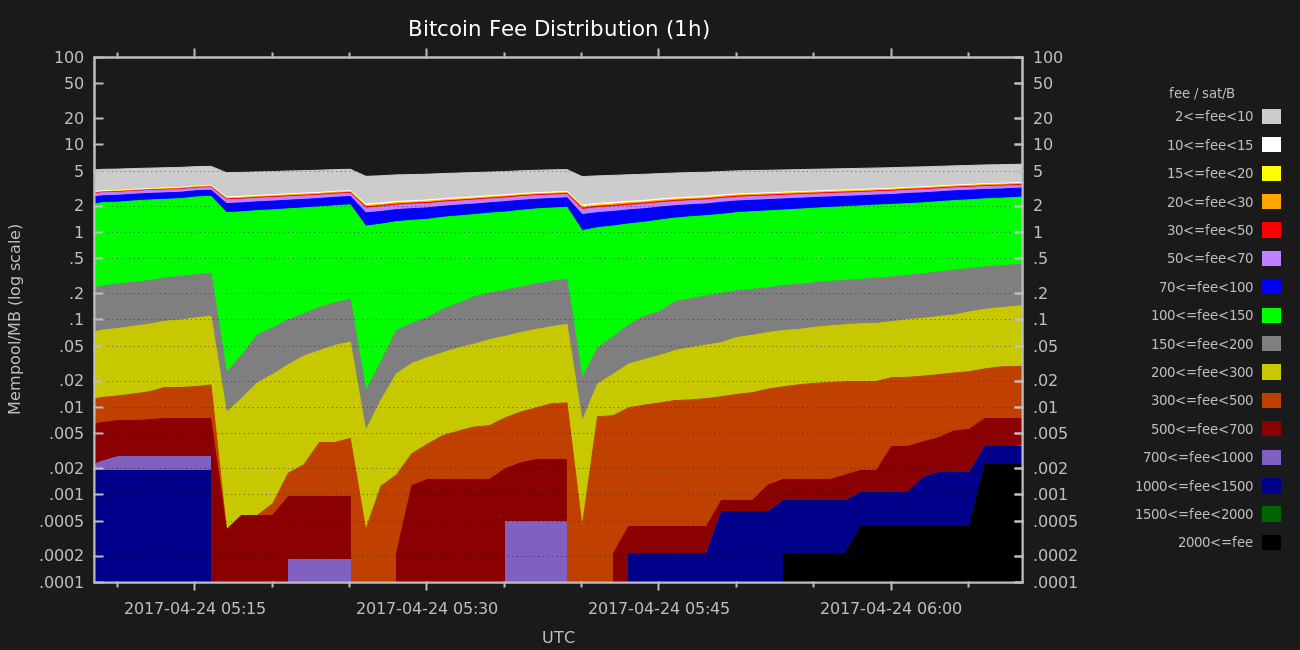 Bitcoin Fee Distribution (1h)
Mempool/MB (log scale)
100
50
20
10
5
2
1
.5
.2
.1
.05
.02
.01
.005
.002
.001
.0005
.0002
.0001
100
50
20
10
5
2
1
.5
.2
.1
.05
.02
.01
.005
.002
.001
.0005
.0002
.0001
2017-04-24 05:15
2017-04-24 05:30
2017-04-24 05:45
2017-04-24 06:00
UTC
fee / sat/B
2<=fee<10
10<=fee<15
15<=fee<20
20<=fee<30
30<=fee<50
50<=fee<70
70<=fee<100
100<=fee<150
150<=fee<200
200<=fee<300
300<=fee<500
500<=fee<700
700<=fee<1000
1000<=fee<1500
1500<=fee<2000
2000<=fee